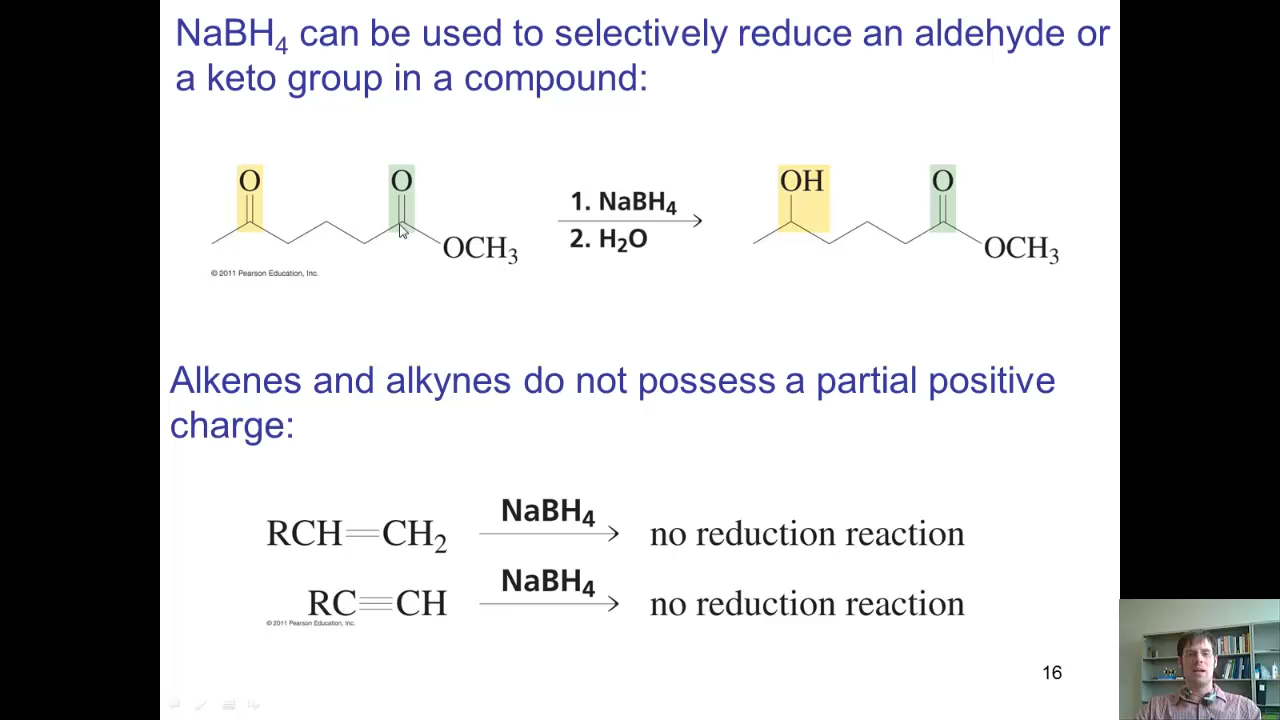 NaBH₄ can be used to selectively reduce an aldehyde or
a keto group in a compound:
O O OCH₃
1. NaBH₄
2. H₂O
OH O OCH₃
© 2011 Pearson Education, Inc.
Alkenes and alkynes do not possess a partial positive
charge:
RCH=CH₂ NaBH₄ no reduction reaction
RC≡CH NaBH₄ no reduction reaction
© 2011 Pearson Education, Inc.
16